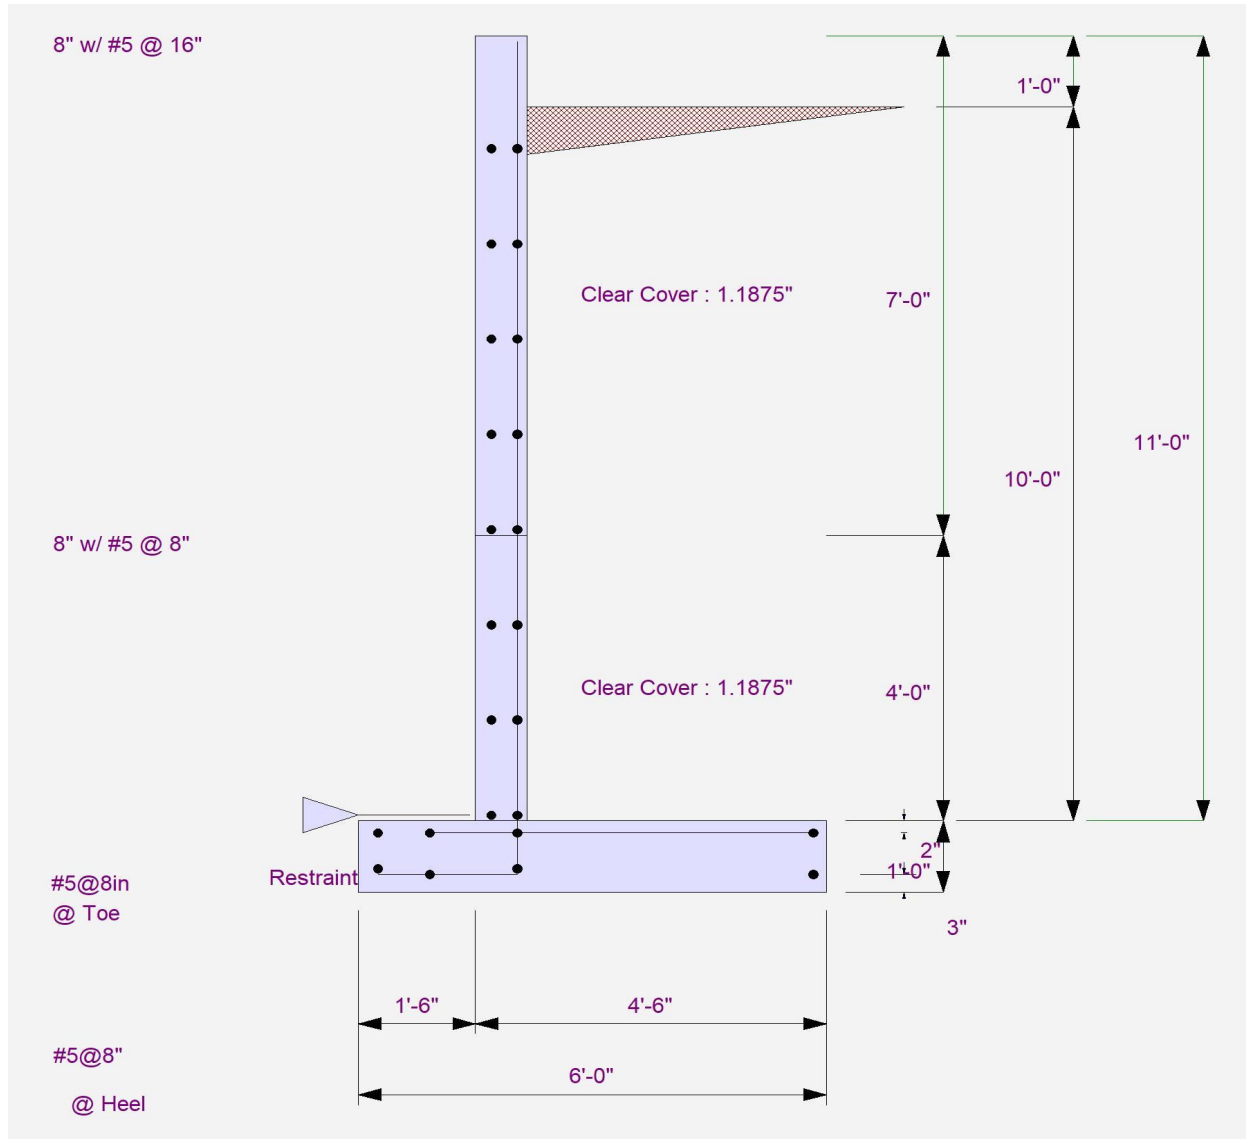 8" w/ #5 @ 16"
1'-0"
Clear Cover : 1.1875"
7'-0"
11'-0"
10'-0"
8" w/ #5 @ 8"
Clear Cover : 1.1875"
4'-0"
2"
1'-0"
Restraint
#5@8in
@ Toe
3"
1'-6"
4'-6"
#5@8"
6'-0"
@ Heel